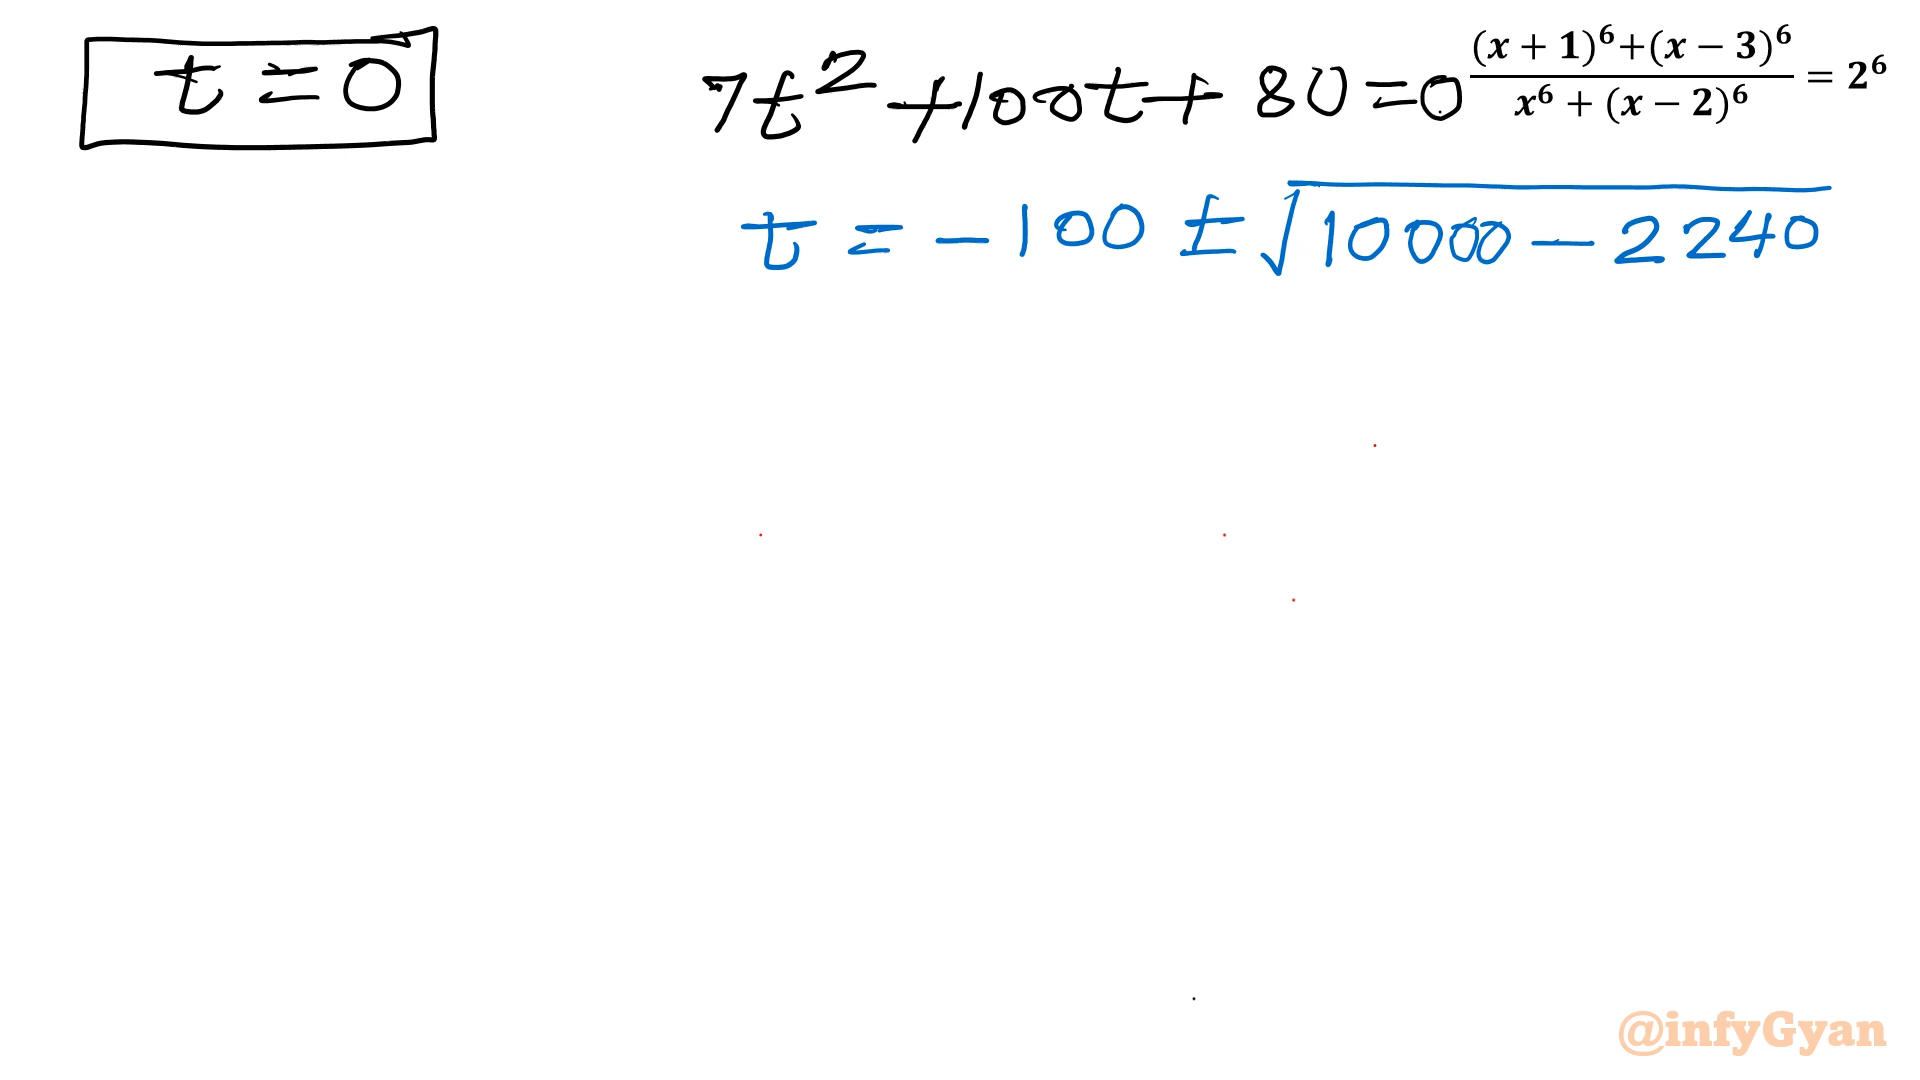 t = 0
7t² + 100t + 80 = 0
(x + 1)⁶+(x − 3)⁶ / x⁶ + (x − 2)⁶ = 2⁶
t = − 100 ± √10000 − 2240
@infyGyan